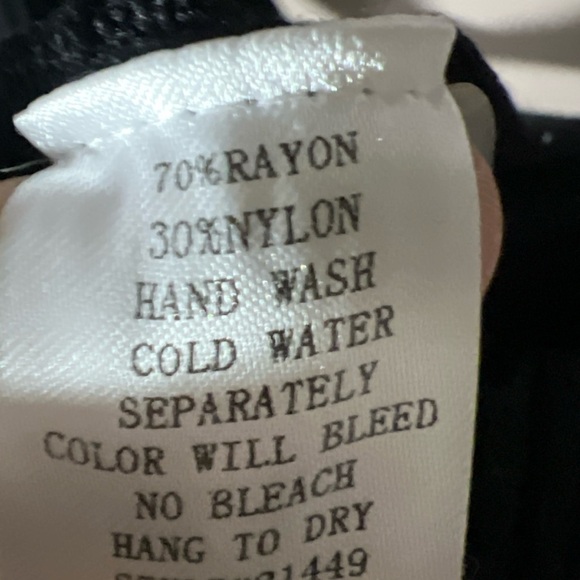 70%RAYON
30%NYLON
HAND WASH
COLD WATER
SEPARATELY
COLOR WILL BLEED
NO BLEACH
HANG TO DRY